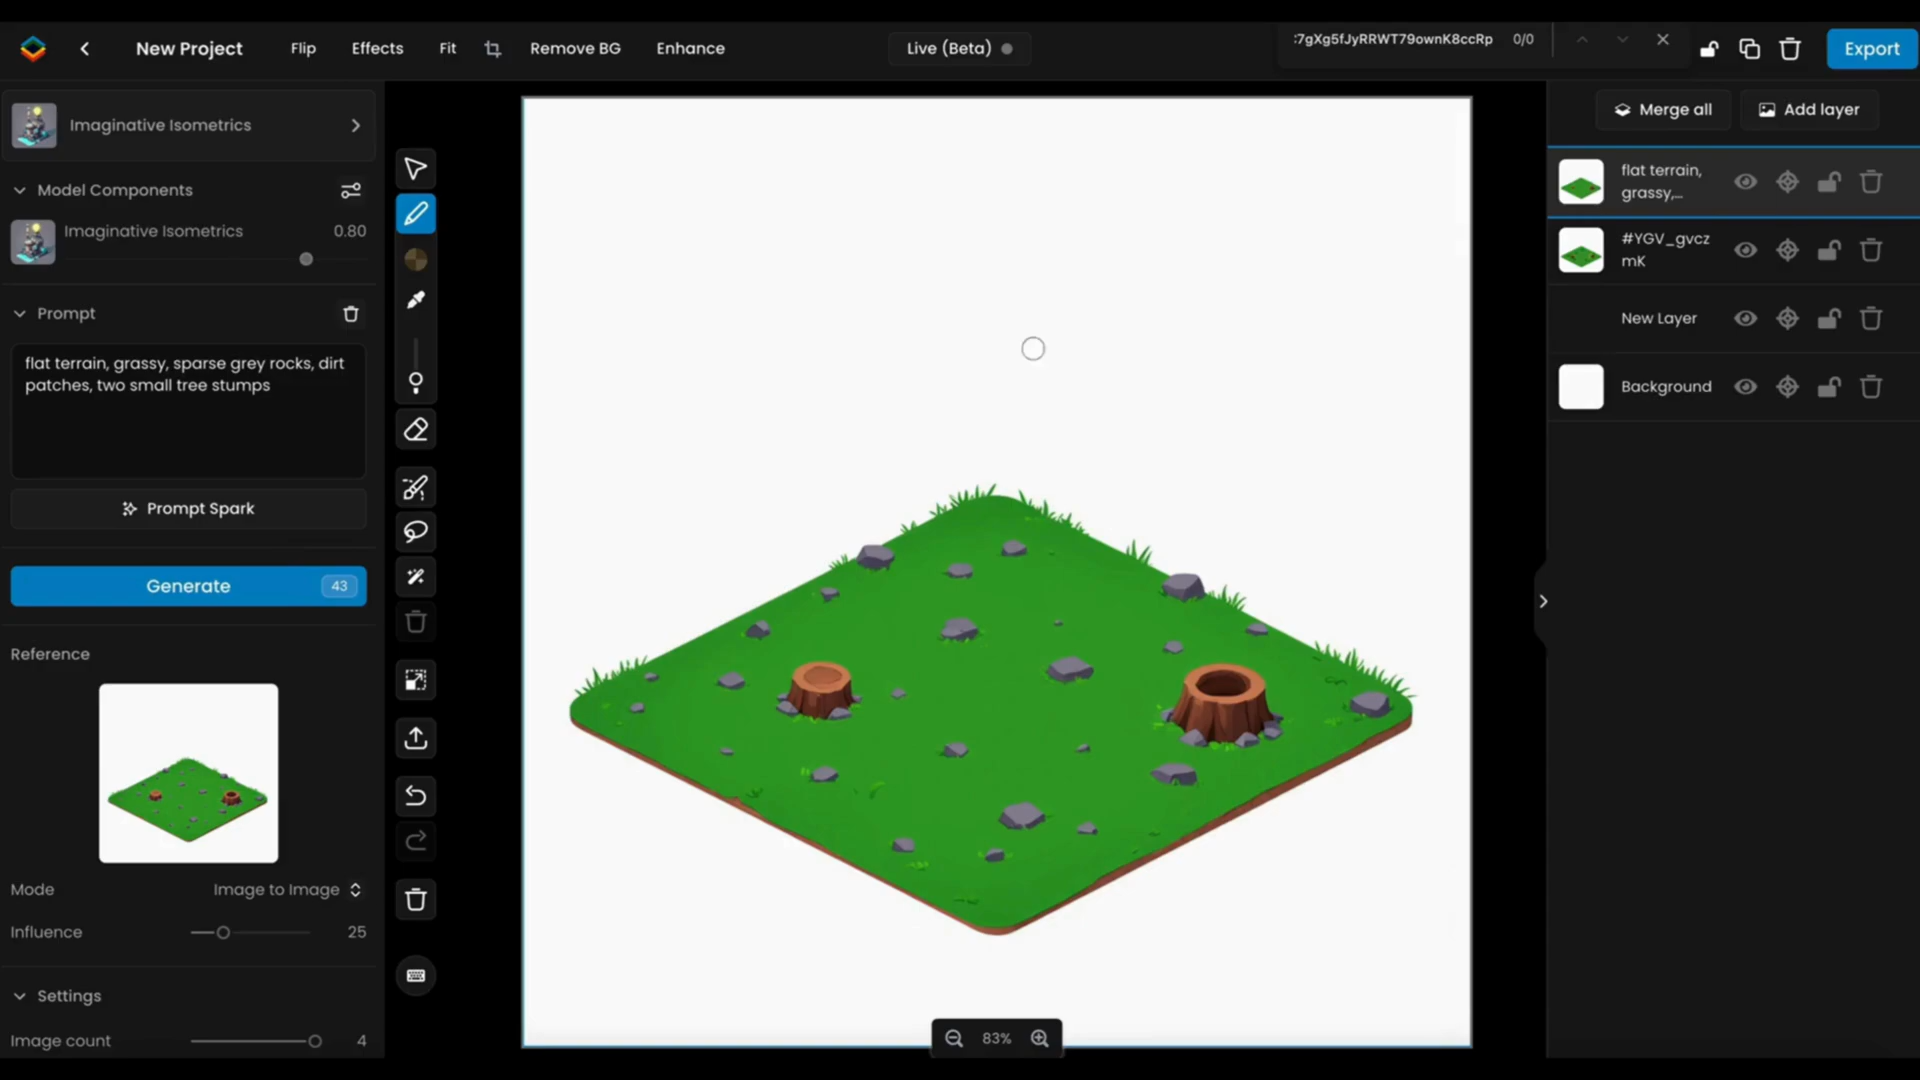 New Project
Flip
Effects
Fit
Remove BG
Enhance
Live (Beta)
:7gXg5fJyRRWT79ownK8ccRp
0/0
Export
Imaginative Isometrics
Model Components
Imaginative Isometrics
0.80
Prompt
flat terrain, grassy, sparse grey rocks, dirt
patches, two small tree stumps
Prompt Spark
Generate
43
Reference
Mode
Image to Image
Influence
25
Settings
Image count
4
83%
Merge all
Add layer
flat terrain,
grassy,...
#YGV_gvcz
mK
New Layer
Background